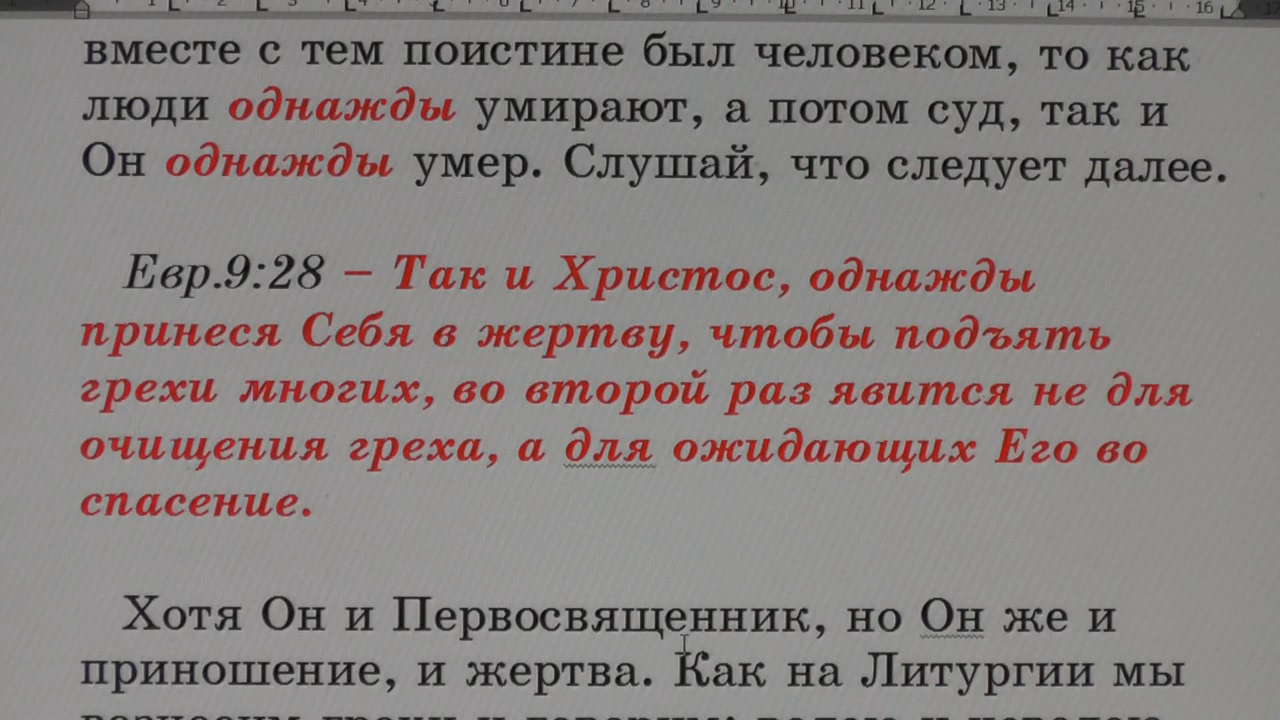 вместе с тем поистине был человеком, то как
люди однажды умирают, а потом суд, так и
Он однажды умер. Слушай, что следует далее.
Евр.9:28 – Так и Христос, однажды
принеся Себя в жертву, чтобы подъять
грехи многих, во второй раз явится не для
очищения греха, а для ожидающих Его во
спасение.
Хотя Он и Первосвященник, но Он же и
приношение, и жертва. Как на Литургии мы